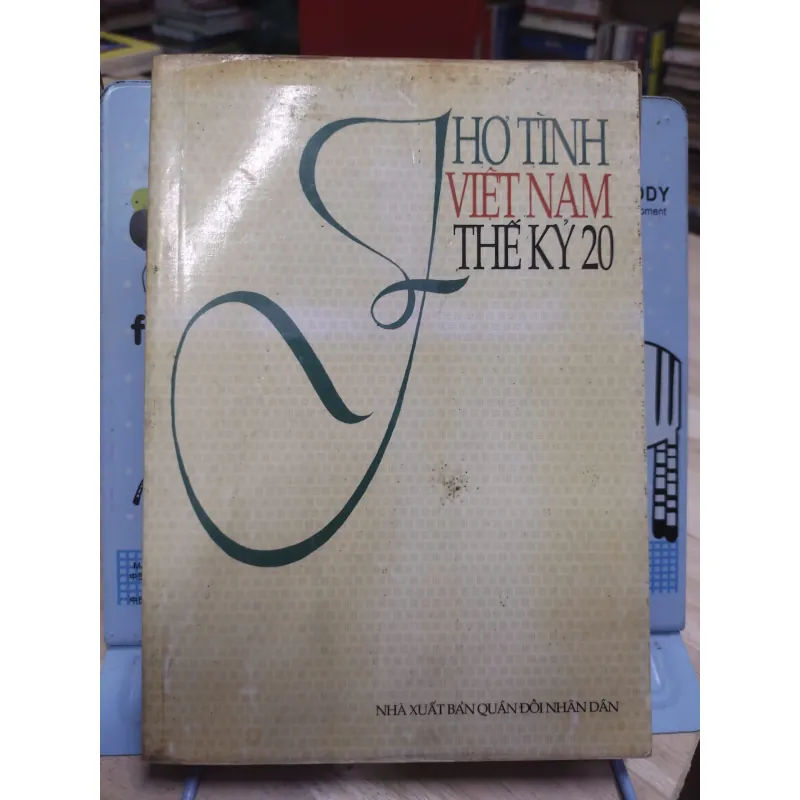 THƠ TÌNH
VIỆT NAM
THẾ KỶ 20
NHÀ XUẤT BẢN QUÂN ĐỘI NHÂN DÂN